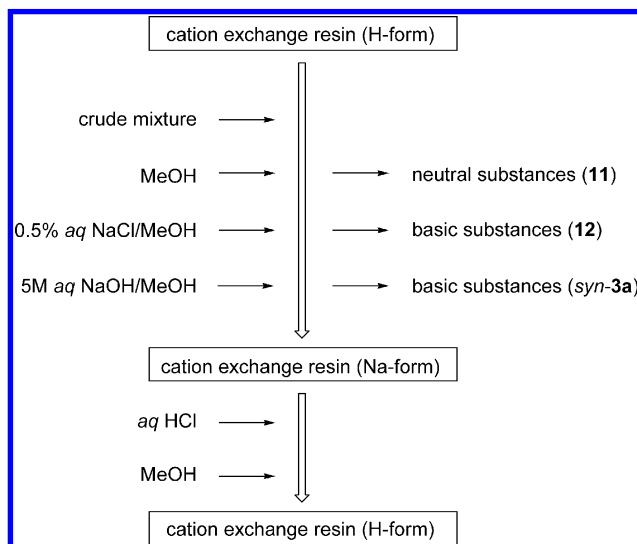 cation exchange resin (H-form)
crude mixture
MeOH
neutral substances (11)
0.5% aq NaCl/MeOH
basic substances (12)
5M aq NaOH/MeOH
basic substances (syn-3a)
cation exchange resin (Na-form)
aq HCl
MeOH
cation exchange resin (H-form)